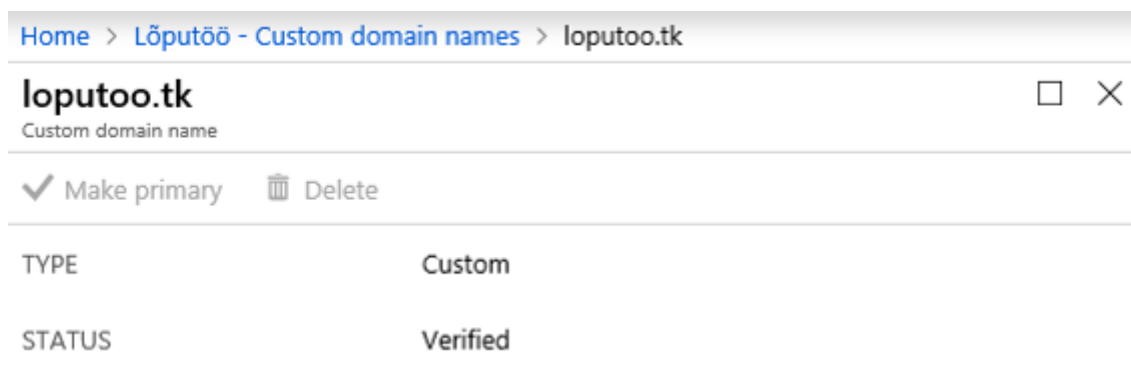 Home > Lõputöö - Custom domain names > loputoo.tk
loputoo.tk
Custom domain name
Make primary Delete
TYPE Custom
STATUS Verified